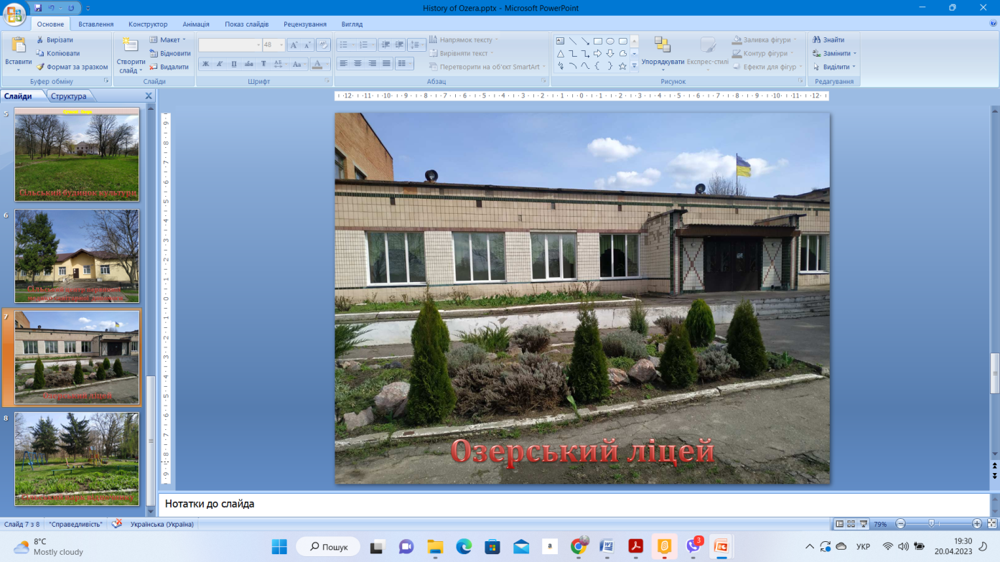 History of Ozera.pptx - Microsoft PowerPoint
Основне Вставлення Конструктор Анімація Показ слайдів Рецензування Вигляд
Вставити
Вирізати
Копіювати
Формат за зразком
Буфер обміну
Створити слайд
Макет
Відновити
Видалити
Слайди
48
Шрифт
Напрямок тексту
Вирівняти текст
Перетворити на об'єкт SmartArt
Абзац
Упорядкувати
Експрес-стилі
Заливка фігури
Контур фігури
Ефекти для фігур
Рисунок
Знайти
Замінити
Виділити
Редагування
Слайди Структура
5
Сільський будинок культури
6
7
Озерський ліцей
8
Озерський ліцей
Нотатки до слайда
Слайд 7 з 8 "Справедливість" Українська (Україна) 79%
8°C
Mostly cloudy
Пошук
a
3
УКР
19:30
20.04.2023